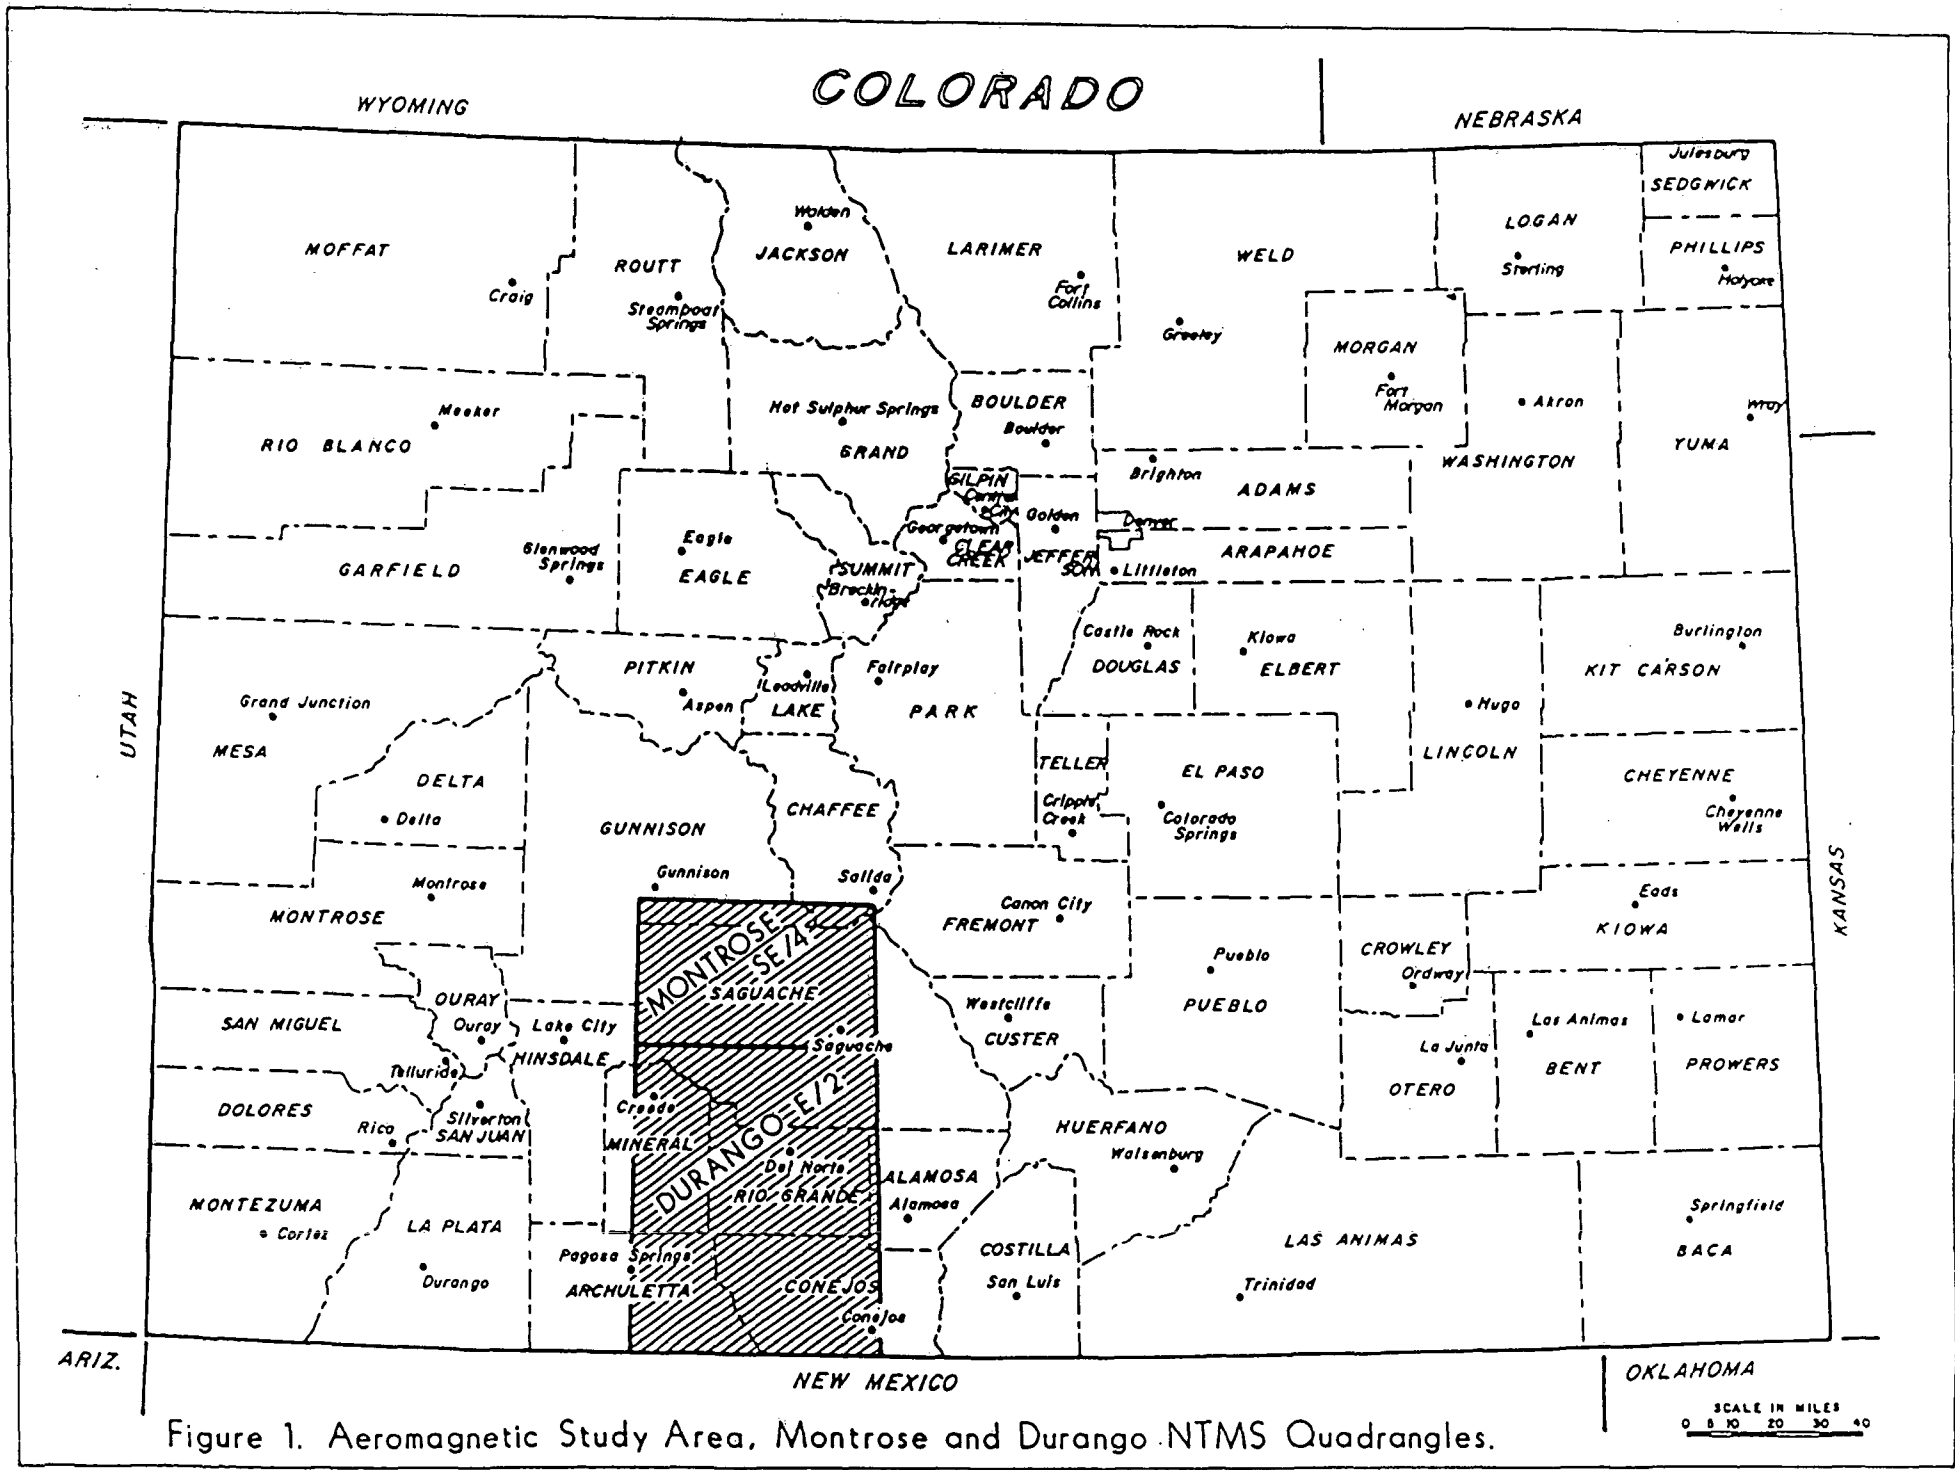 COLORADO
WYOMING
NEBRASKA
Julesburg
SEDGWICK
Walden
LOGAN
MOFFAT
ROUTT
JACKSON
LARIMER
WELD
PHILLIPS
Sterling
Holyoke
Craig
Steamboat
Springs
Fort
Collins
Greeley
MORGAN
Fort
Morgan
Akron
Wray
Meeker
Hot Sulphur Springs
BOULDER
Boulder
RIO BLANCO
GRAND
YUMA
WASHINGTON
Brighton
GILPIN
Central
City
ADAMS
Golden
Denver
Georgetown
Eagle
Glenwood
Springs
CLEAR
CREEK
JEFFER
SON
ARAPAHOE
GARFIELD
EAGLE
SUMMIT
Littleton
Breckin-
ridge
Castle Rock
Kiowa
Burlington
PITKIN
Fairplay
DOUGLAS
ELBERT
KIT CARSON
Leadville
Grand Junction
Aspen
LAKE
PARK
Hugo
UTAH
MESA
LINCOLN
TELLER
EL PASO
DELTA
CHEYENNE
CHAFFEE
Cripple
Creek
Colorado
Springs
Cheyenne
Wells
Delta
GUNNISON
KANSAS
Montrose
Gunnison
Salida
Eads
MONTROSE
Canon City
FREMONT
KIOWA
MONTROSE
SE/4
CROWLEY
Pueblo
Ordway
SAGUACHE
OURAY
Westcliffe
PUEBLO
SAN MIGUEL
Ouray
Lake City
Las Animas
Lamar
Saguache
CUSTER
La Junta
HINSDALE
Telluride
BENT
PROWERS
OTERO
DOLORES
Creede
DURANGO E/2
Silverton
SAN JUAN
Rico
MINERAL
HUERFANO
Walsenburg
Del Norte
ALAMOSA
RIO GRANDE
MONTEZUMA
Alamosa
Springfield
Cortez
LA PLATA
Pagosa Springs
COSTILLA
LAS ANIMAS
BACA
Durango
ARCHULETTA
CONEJOS
San Luis
Trinidad
Conejos
ARIZ.
NEW MEXICO
OKLAHOMA
SCALE IN MILES
0 5 10 20 30 40
Figure 1. Aeromagnetic Study Area, Montrose and Durango NTMS Quadrangles.